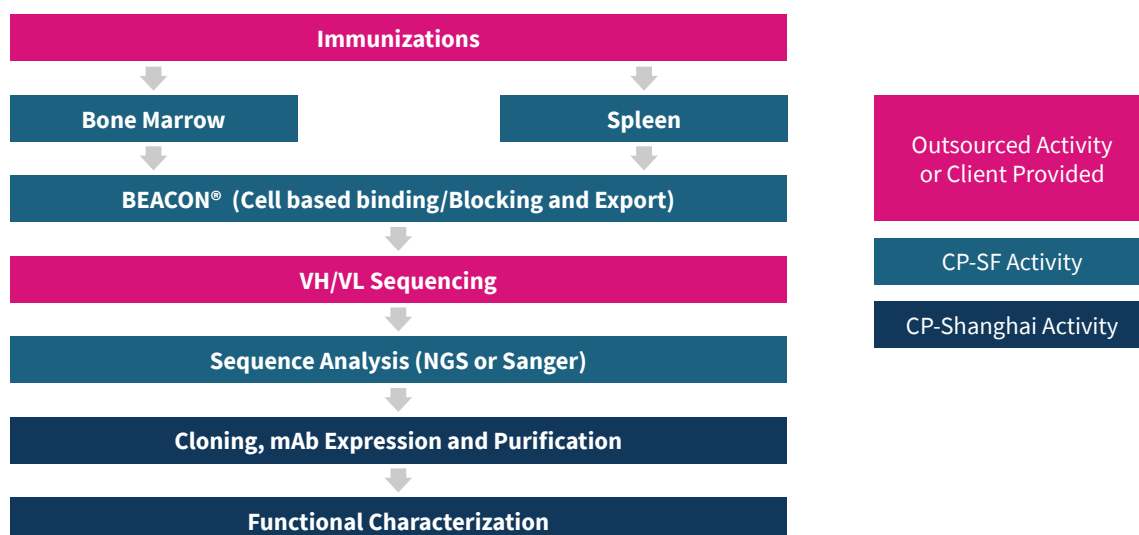 Immunizations
Bone Marrow
Spleen
BEACON® (Cell based binding/Blocking and Export)
VH/VL Sequencing
Sequence Analysis (NGS or Sanger)
Cloning, mAb Expression and Purification
Functional Characterization
Outsourced Activity
or Client Provided
CP-SF Activity
CP-Shanghai Activity